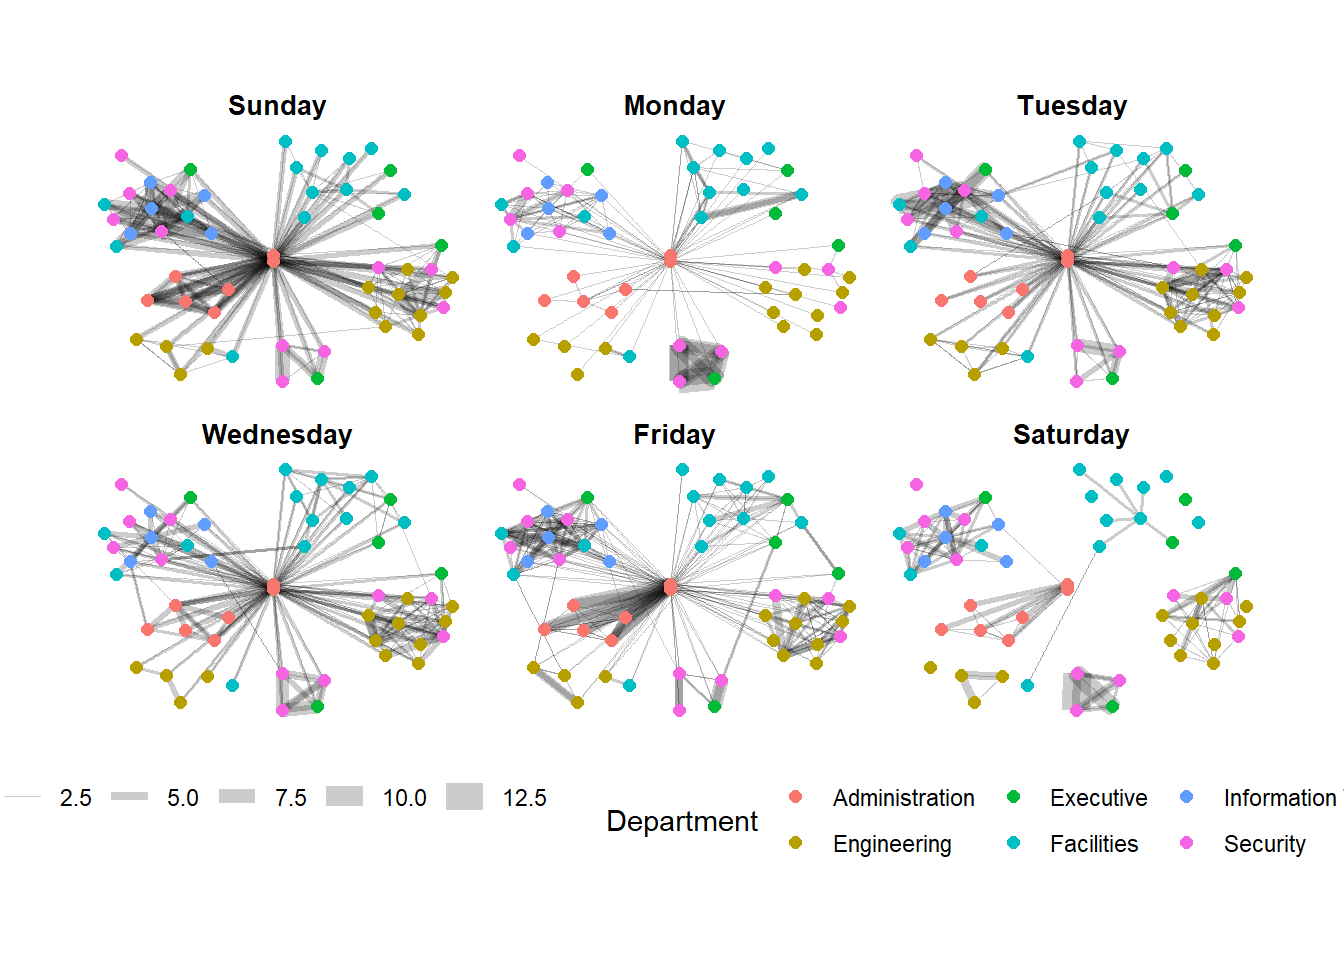 Sunday Monday Tuesday
Wednesday Friday Saturday
2.5 5.0 7.5 10.0 12.5
Department
Administration Executive Information
Engineering Facilities Security